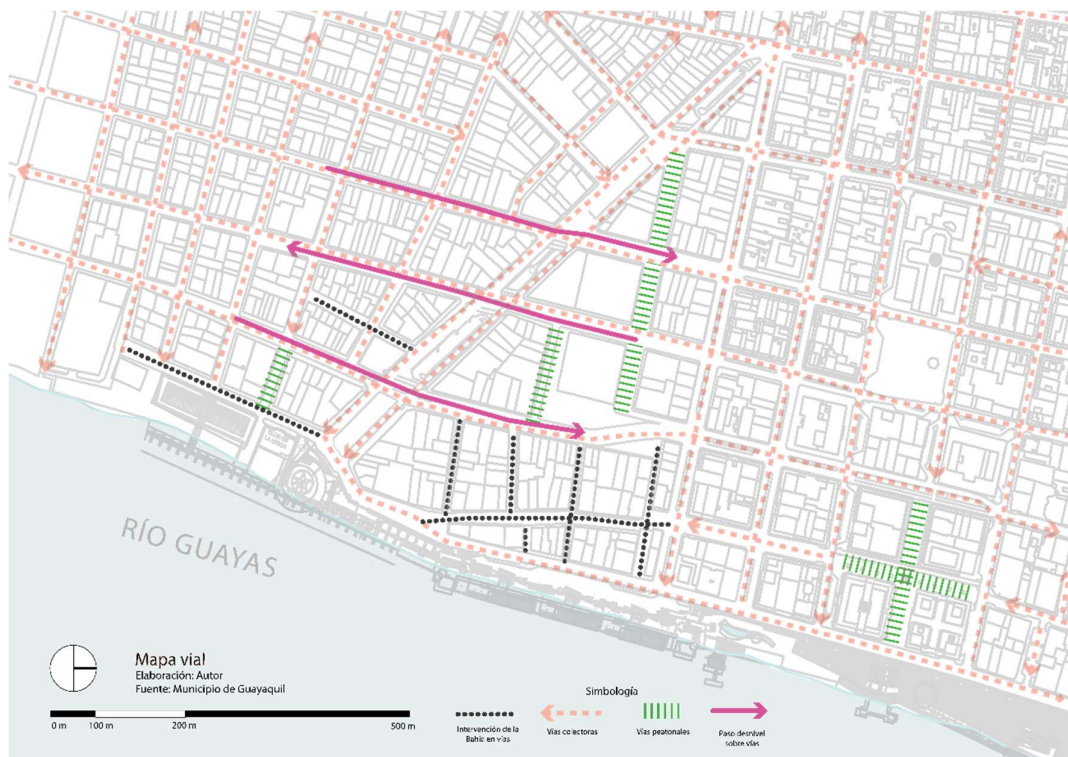 RÍO GUAYAS
Mapa vial
Elaboración: Autor
Fuente: Municipio de Guayaquil
0 m 100 m 200 m 500 m
Simbología
Intervención de la
Bahía en vías
Vías colectoras
Vías peatonales
Paso desnivel
sobre vías